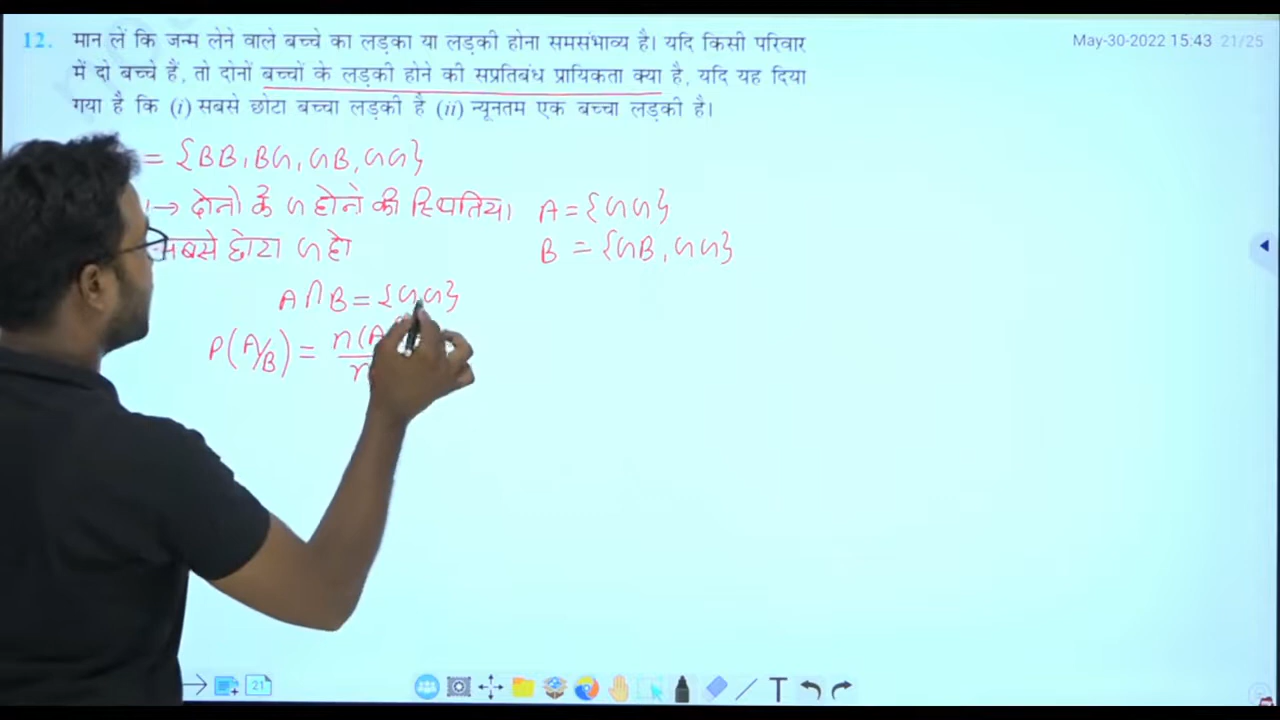 12. मान लें कि जन्म लेने वाले बच्चे का लड़का या लड़की होना समसंभाव्य है। यदि किसी परिवार
May-30-2022 15:43 21/25
में दो बच्चे हैं, तो दोनों बच्चों के लड़की होने की सप्रतिबंध प्रायिकता क्या है, यदि यह दिया
गया है कि (i) सबसे छोटा बच्चा लड़की है (ii) न्यूनतम एक बच्चा लड़की है।
= {BB, BG, GB, GG}
→ दोनो के G होने की स्थितिया A = {GG}
सबसे छोटा G हो B = {GB, GG}
A∩B = {GG}
P(A/B) = n(A
n
21
T